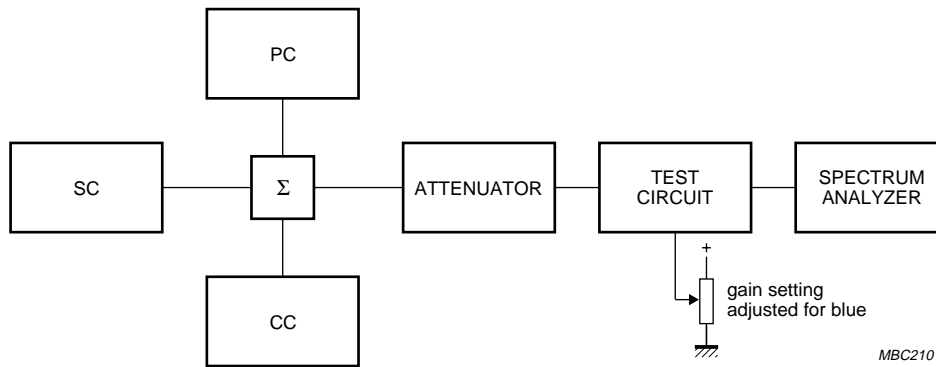 PC
SC
Σ
ATTENUATOR
TEST
CIRCUIT
SPECTRUM
ANALYZER
CC
+
gain setting
adjusted for blue
MBC210